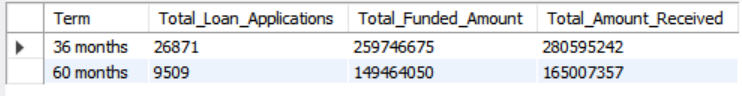 Term Total_Loan_Applications Total_Funded_Amount Total_Amount_Received
36 months 26871 259746675 280595242
60 months 9509 149464050 165007357